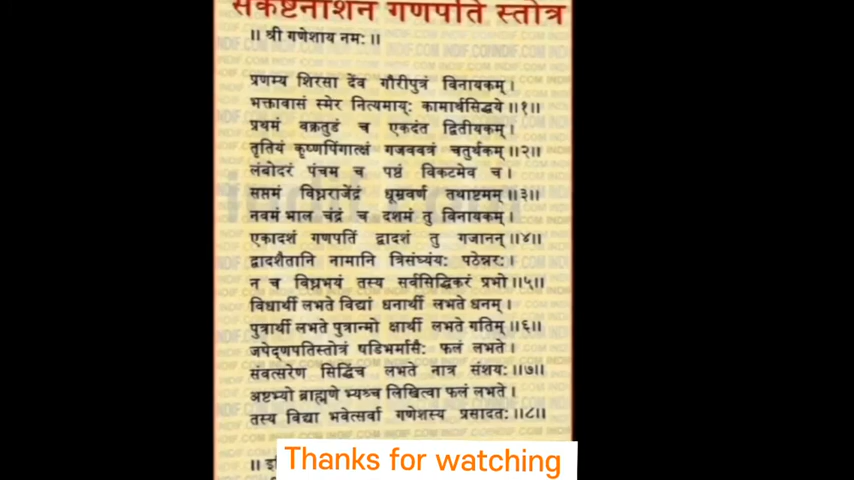 संकष्टनाशन गणपति स्तोत्र
॥ श्री गणेशाय नमः ॥
प्रणम्य शिरसा देंव गौरीपुत्रं विनायकम् ।
भक्तावासं स्मेर नित्यमायुः कामार्थसिद्धये ॥१॥
प्रथमं वक्रतुडं च एकदंत द्वितीयकम् ।
तृतियं कृष्णपिंगात्क्षं गजववत्रं चतुर्थकम् ॥२॥
लंबोदरं पंचम च पष्ठं विकटमेव च ।
सप्तमं विघ्नराजेंद्रं धूम्रवर्ण तथाष्टमम् ॥३॥
नवमं भाल चंद्रं च दशमं तु विनायकम् ।
एकादशं गणपतिं द्वादशं तु गजानन् ॥४॥
द्वादशैतानि नामानि त्रिसंघ्यंयः पठेन्नरः ।
न च विघ्नभयं तस्य सर्वसिद्धिकरं प्रभो ॥५॥
विधार्थी लभते विद्यां धनार्थी लभते धनम् ।
पुत्रार्थी लभते पुत्रान्मो क्षार्थी लभते गतिम् ॥६॥
जपेद्णपतिस्तोत्रं षडिभर्मासैः फलं लभते ।
संवत्सरेण सिद्धिंच लभते नात्र संशयः ॥७॥
अष्टभ्यो ब्राह्मणे भ्यश्र्च लिखित्वा फलं लभते ।
तस्य विद्या भवेत्सर्वा गणेशस्य प्रसादतः ॥८॥
Thanks for watching